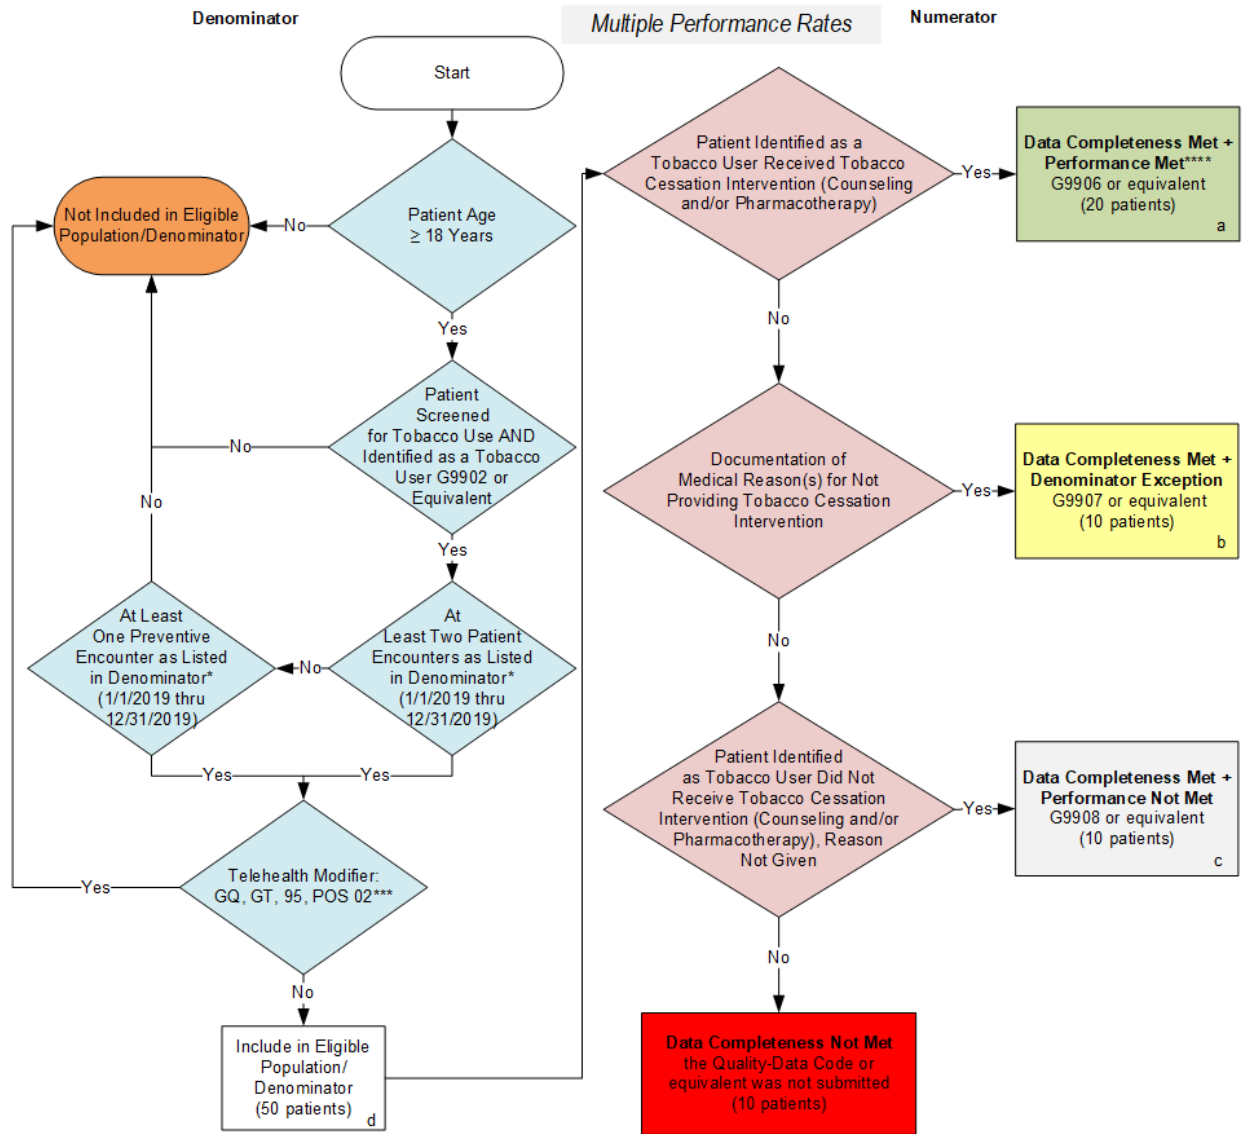 Denominator
Multiple Performance Rates
Numerator
Start
Patient Age
≥ 18 Years
No
Not Included in Eligible
Population/Denominator
Yes
Patient
Screened
for Tobacco Use AND
Identified as a Tobacco
User G9902 or
Equivalent
No
Yes
At
Least Two Patient
Encounters as Listed
in Denominator*
(1/1/2019 thru
12/31/2019)
No
At Least
One Preventive
Encounter as Listed
in Denominator*
(1/1/2019 thru
12/31/2019)
No
Yes
Yes
Telehealth Modifier:
GQ, GT, 95, POS 02***
Yes
No
Include in Eligible
Population/
Denominator
(50 patients)
d
Patient Identified as a
Tobacco User Received Tobacco
Cessation Intervention (Counseling
and/or Pharmacotherapy)
Yes
Data Completeness Met +
Performance Met****
G9906 or equivalent
(20 patients)
a
No
Documentation of
Medical Reason(s) for Not
Providing Tobacco Cessation
Intervention
Yes
Data Completeness Met +
Denominator Exception
G9907 or equivalent
(10 patients)
b
No
Patient Identified
as Tobacco User Did Not
Receive Tobacco Cessation
Intervention (Counseling and/or
Pharmacotherapy), Reason
Not Given
Yes
Data Completeness Met +
Performance Not Met
G9908 or equivalent
(10 patients)
c
No
Data Completeness Not Met
the Quality-Data Code or
equivalent was not submitted
(10 patients)